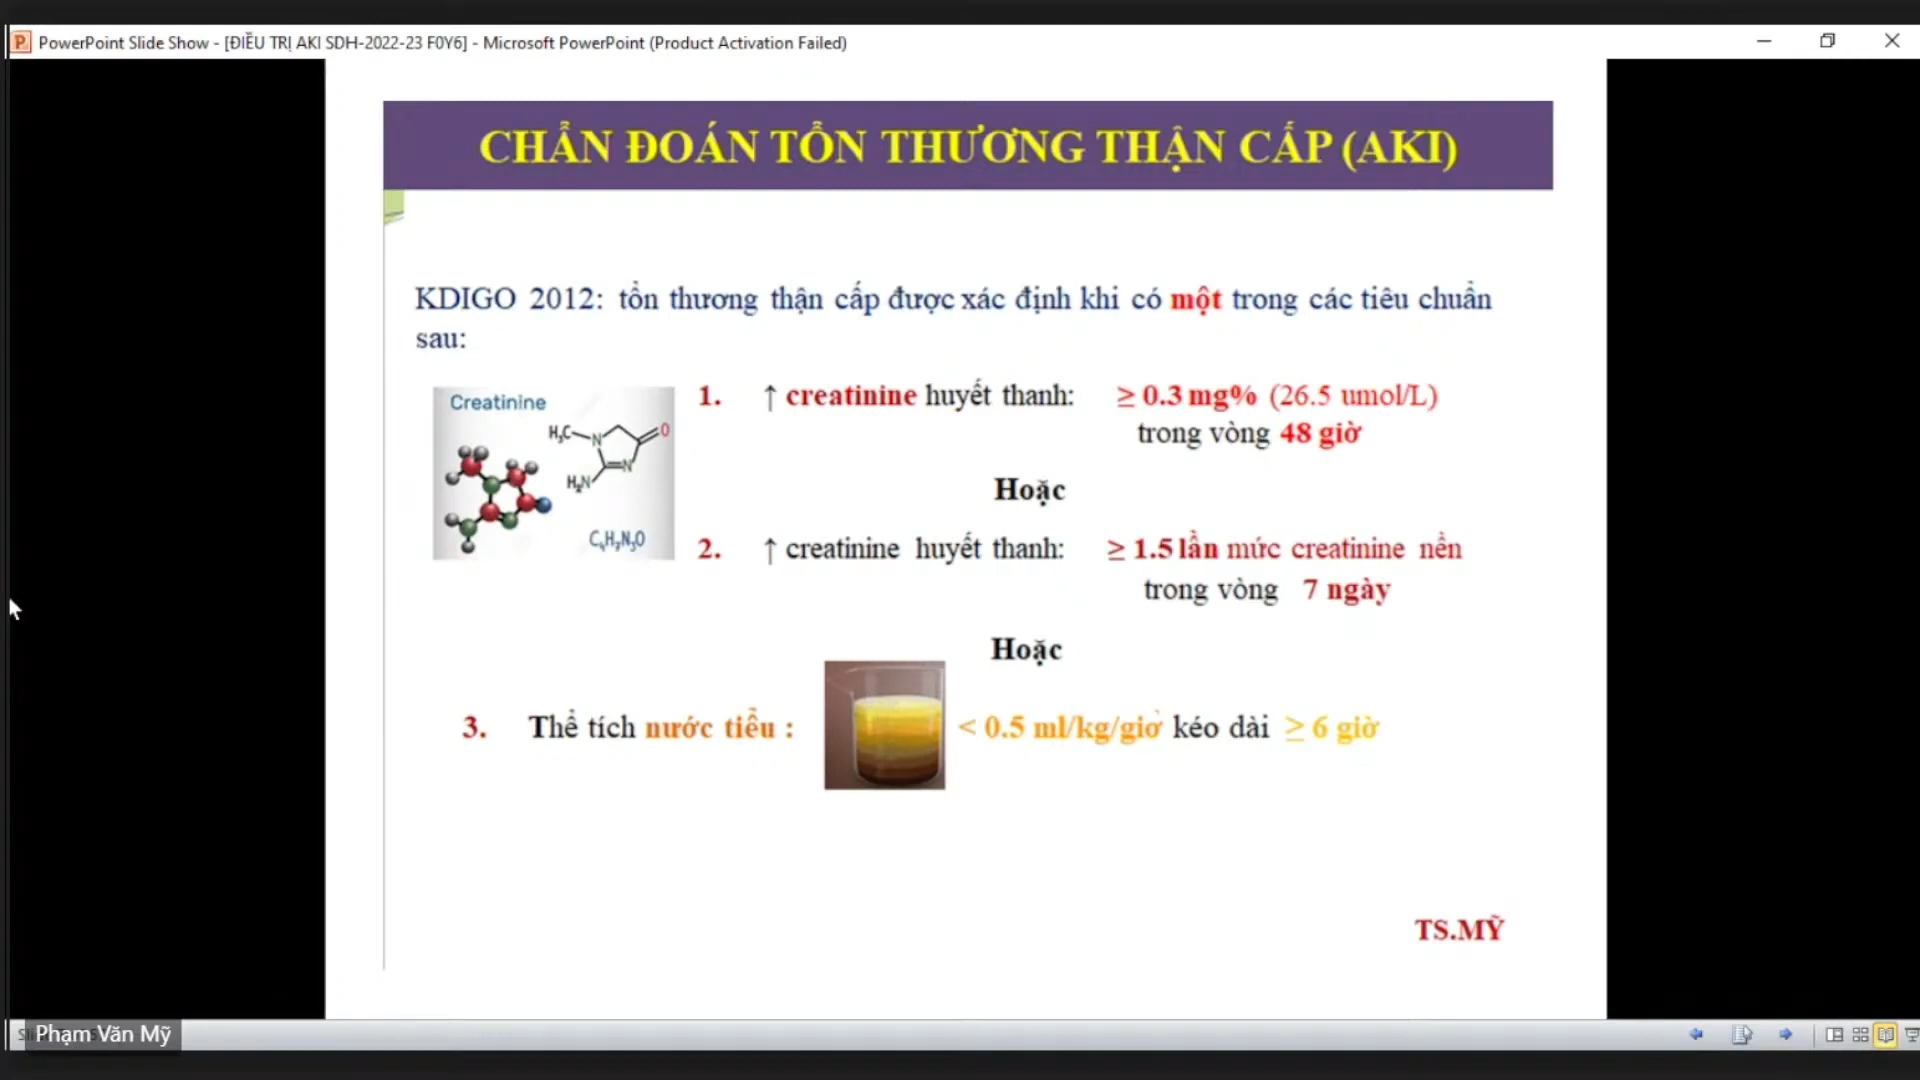 PowerPoint Slide Show - [ĐIỀU TRỊ AKI SDH-2022-23 F0Y6] - Microsoft PowerPoint (Product Activation Failed)
CHẨN ĐOÁN TỔN THƯƠNG THẬN CẤP (AKI)
KDIGO 2012: tổn thương thận cấp được xác định khi có một trong các tiêu chuẩn
sau:
Creatinine
H₃C N O
N
H₂N
C₄H₇N₃O
1. ↑ creatinine huyết thanh: ≥ 0.3 mg% (26.5 umol/L)
trong vòng 48 giờ
Hoặc
2. ↑ creatinine huyết thanh: ≥ 1.5 lần mức creatinine nền
trong vòng 7 ngày
Hoặc
3. Thể tích nước tiểu : < 0.5 ml/kg/giờ kéo dài ≥ 6 giờ
TS.MỸ
Phạm Văn Mỹ